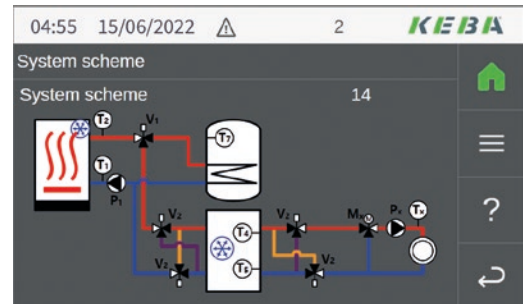 04:55 15/06/2022 2 KEBA
System scheme
System scheme 14
T2 V1
T7
T1
P1
V2 V2 Mx Px Tx
T4
V2 T5 V2
?